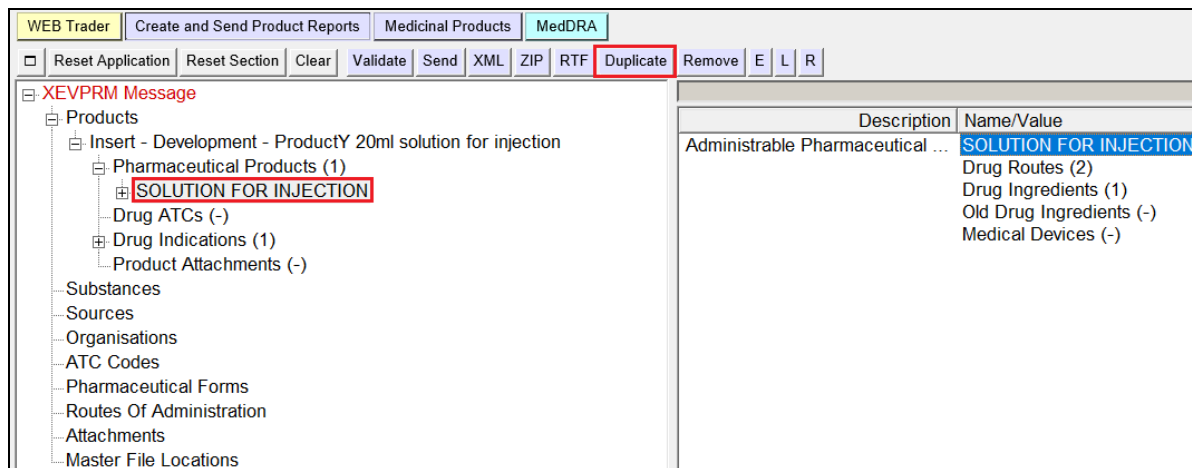 WEB Trader Create and Send Product Reports Medicinal Products MedDRA
Reset Application Reset Section Clear Validate Send XML ZIP RTF Duplicate Remove E L R
XEVPRM Message
Products
Insert - Development - ProductY 20ml solution for injection
Pharmaceutical Products (1)
SOLUTION FOR INJECTION
Drug ATCs (-)
Drug Indications (1)
Product Attachments (-)
Substances
Sources
Organisations
ATC Codes
Pharmaceutical Forms
Routes Of Administration
Attachments
Master File Locations
Description Name/Value
Administrable Pharmaceutical ... SOLUTION FOR INJECTION
Drug Routes (2)
Drug Ingredients (1)
Old Drug Ingredients (-)
Medical Devices (-)